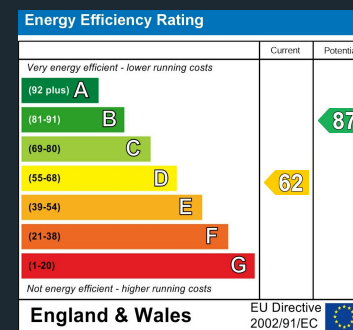 Energy Efficiency Rating
Current Potentia
Very energy efficient - lower running costs
(92 plus) A
(81-91) B
87
(69-80) C
(55-68) D
62
(39-54) E
(21-38) F
(1-20) G
Not energy efficient - higher running costs
England & Wales
EU Directive
2002/91/EC